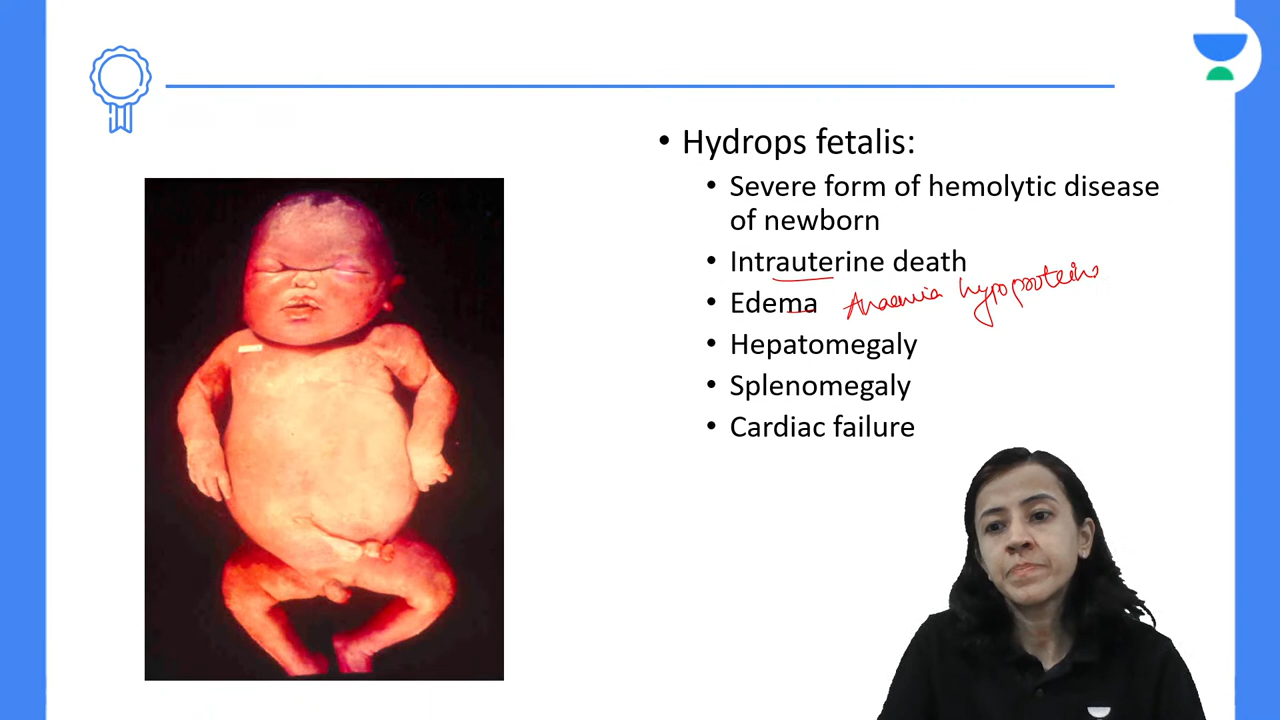 • Hydrops fetalis:
• Severe form of hemolytic disease
of newborn
• Intrauterine death
• Edema Anaemia hypoprotein
• Hepatomegaly
• Splenomegaly
• Cardiac failure